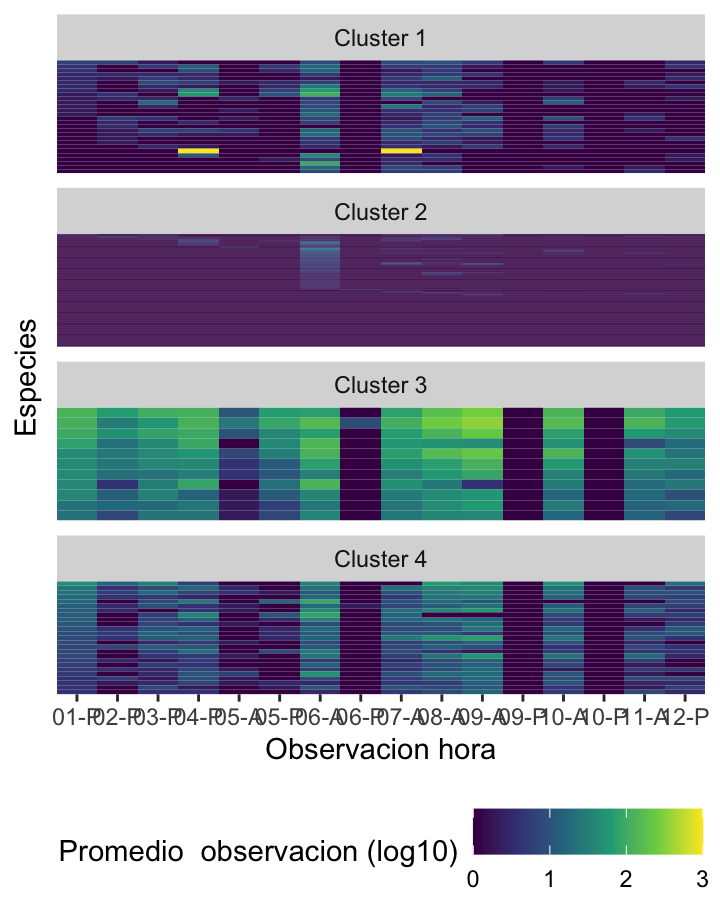 Cluster 1
Cluster 2
Cluster 3
Cluster 4
Especies
01-P 02-P 03-P 04-P 05-A 05-P 06-A 06-P 07-A 08-A 09-A 09-P 10-A 10-P 11-A 12-P
Observacion hora
Promedio  observacion (log10)
0 1 2 3